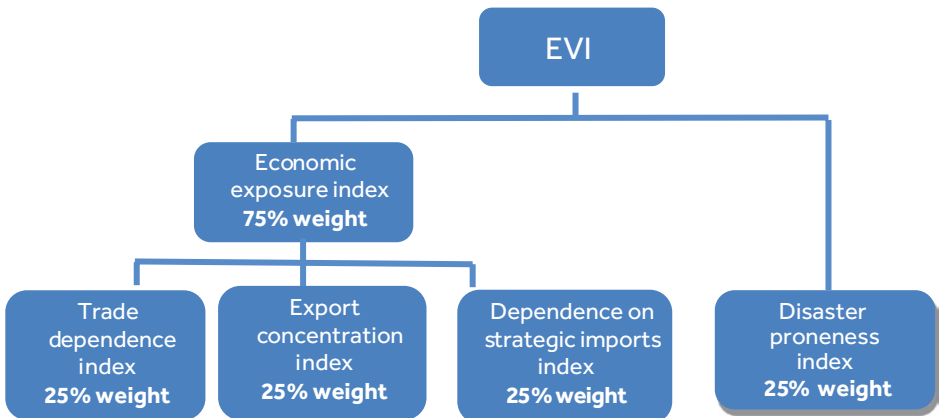 EVI
Economic
exposure index
75% weight
Trade
dependence
index
25% weight
Export
concentration
index
25% weight
Dependence on
strategic imports
index
25% weight
Disaster
proneness
index
25% weight